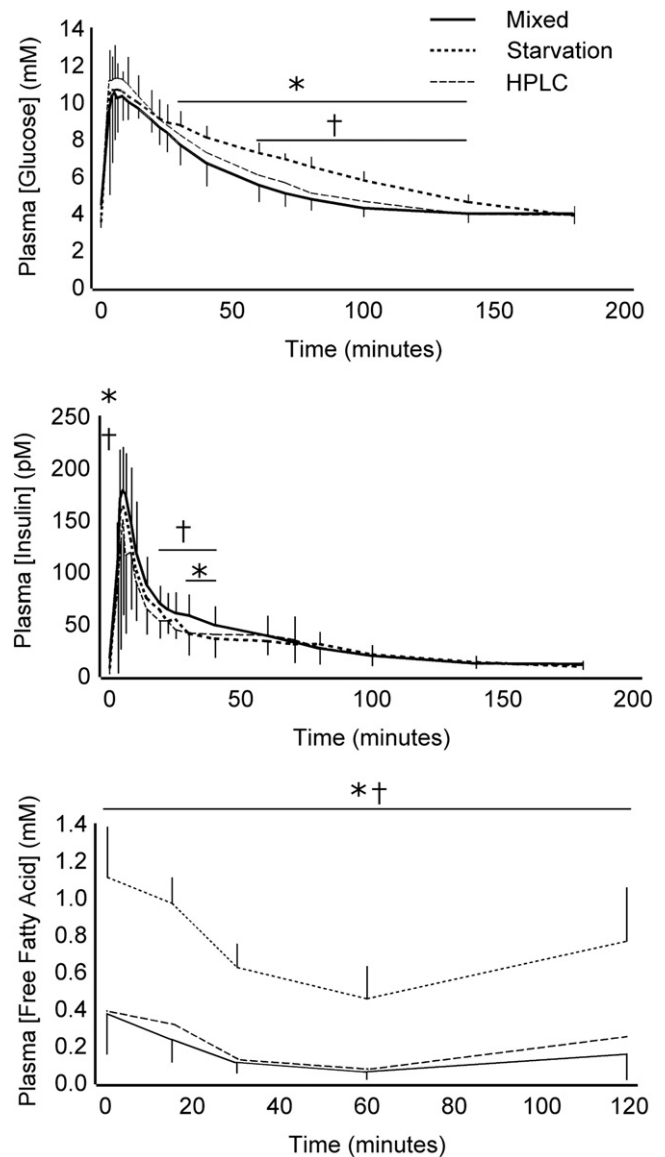 Mixed
Starvation
HPLC
*
†
Plasma [Glucose] (mM)
14
12
10
8
6
4
2
0
0 50 100 150 200
Time (minutes)
*
†
†
*
Plasma [Insulin] (pM)
250
200
150
100
50
0
0 50 100 150 200
Time (minutes)
*†
Plasma [Free Fatty Acid] (mM)
1.4
1.2
1.0
0.8
0.6
0.4
0.2
0.0
0 20 40 60 80 100 120
Time (minutes)